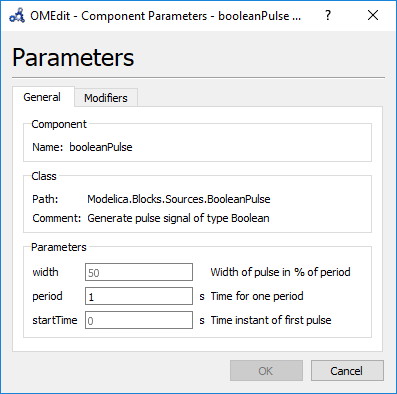 OMEdit - Component Parameters - booleanPulse ... ? ×
Parameters
General Modifiers
Component
Name: booleanPulse
Class
Path: Modelica.Blocks.Sources.BooleanPulse
Comment: Generate pulse signal of type Boolean
Parameters
width 50 Width of pulse in % of period
period 1 s Time for one period
startTime 0 s Time instant of first pulse
OK Cancel